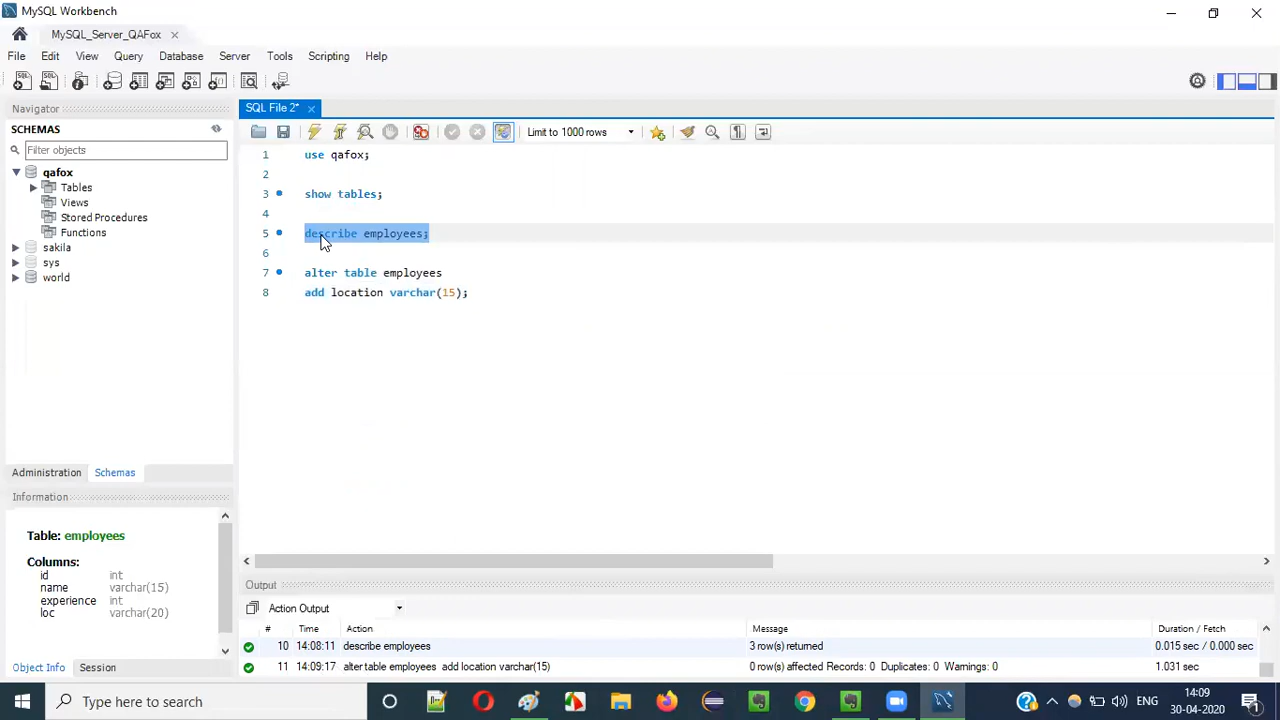 MySQL Workbench
MySQL_Server_QAFox
File Edit View Query Database Server Tools Scripting Help
Navigator
SCHEMAS
Filter objects
qafox
Tables
Views
Stored Procedures
Functions
sakila
sys
world
Administration Schemas
Information
Table: employees
Columns:
id int
name varchar(15)
experience int
loc varchar(20)
Object Info Session
SQL File 2*
Limit to 1000 rows
1 use qafox;
2
3 show tables;
4
5 describe employees;
6
7 alter table employees
8 add location varchar(15);
Output
Action Output
# Time Action Message Duration / Fetch
10 14:08:11 describe employees 3 row(s) returned 0.015 sec / 0.000 sec
11 14:09:17 alter table employees add location varchar(15) 0 row(s) affected Records: 0 Duplicates: 0 Warnings: 0 1.031 sec
Type here to search
ENG
14:09
30-04-2020